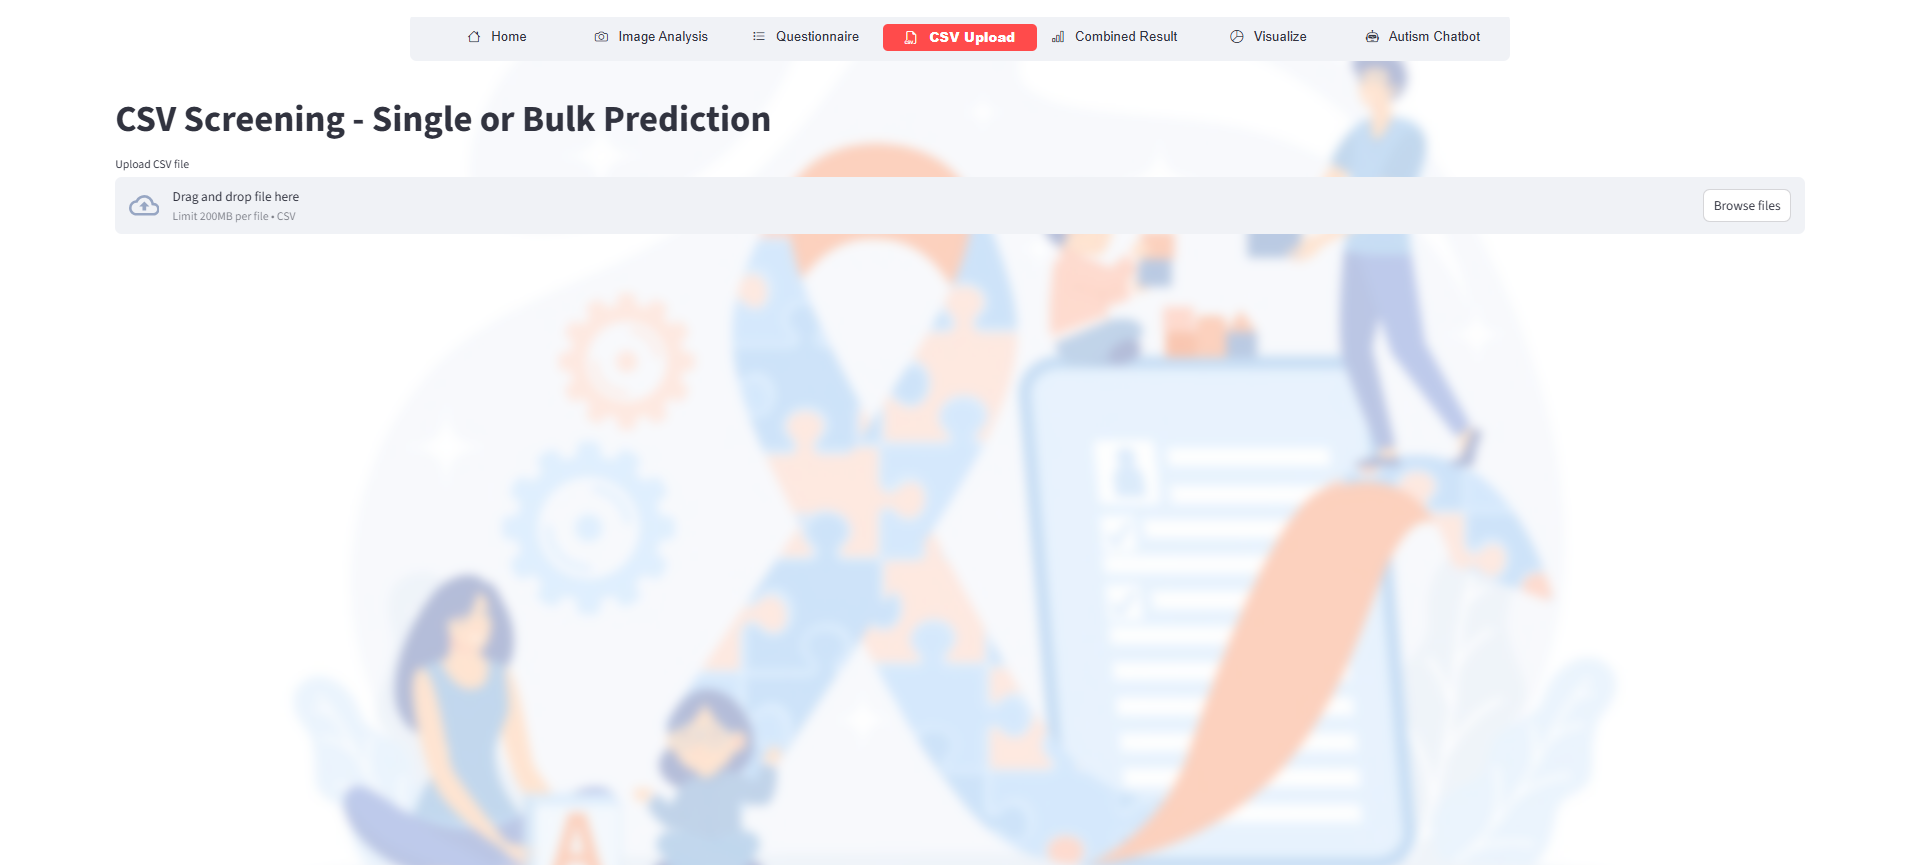 Home
Image Analysis
Questionnaire
CSV Upload
Combined Result
Visualize
Autism Chatbot
CSV Screening - Single or Bulk Prediction
Upload CSV file
Drag and drop file here
Limit 200MB per file • CSV
Browse files
A